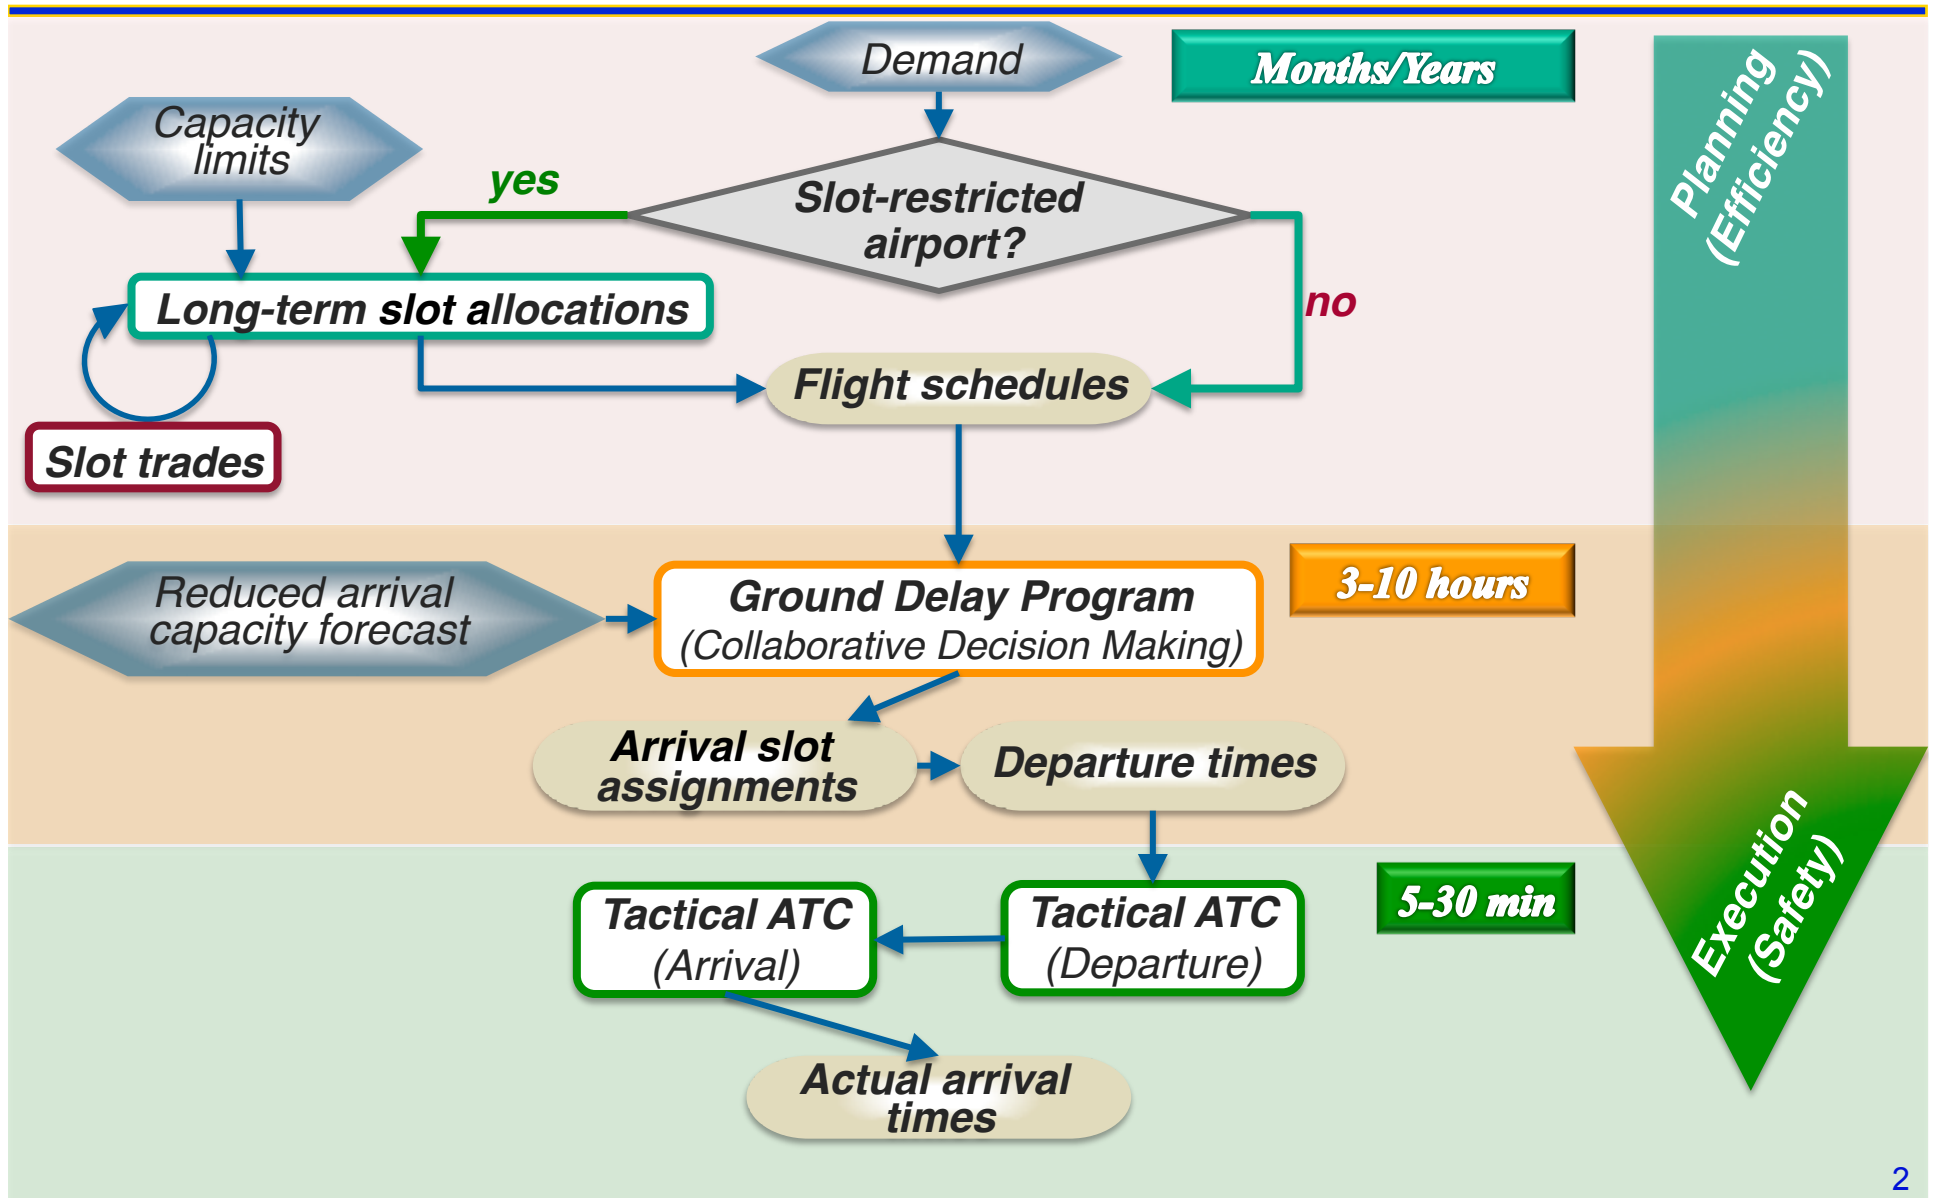 Demand
Months/Years
Capacity
limits
yes
Slot-restricted
airport?
no
Long-term slot allocations
Flight schedules
Slot trades
Planning
(Efficiency)
Reduced arrival
capacity forecast
Ground Delay Program
(Collaborative Decision Making)
3-10 hours
Arrival slot
assignments
Departure times
Tactical ATC
(Arrival)
Tactical ATC
(Departure)
5-30 min
Execution
(Safety)
Actual arrival
times
2